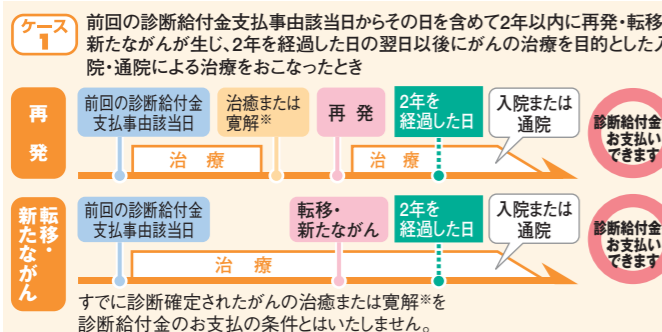 ケース
1
前回の診断給付金支払事由該当日からその日を含めて2年以内に再発・転移
新たながんが生じ、2年を経過した日の翌日以後にがんの治療を目的とした
院・通院による治療をおこなったとき
再発
前回の診断給付金
支払事由該当日
治癒または
寛解※
再発
2年を
経過した日
入院または
通院
診断給付金
お支払い
できます
治療
治療
転移・
新たながん
前回の診断給付金
支払事由該当日
転移・
新たながん
2年を
経過した日
入院または
通院
診断給付金
お支払い
できます
治療
すでに診断確定されたがんの治癒または寛解※を
診断給付金のお支払の条件とはいたしません。